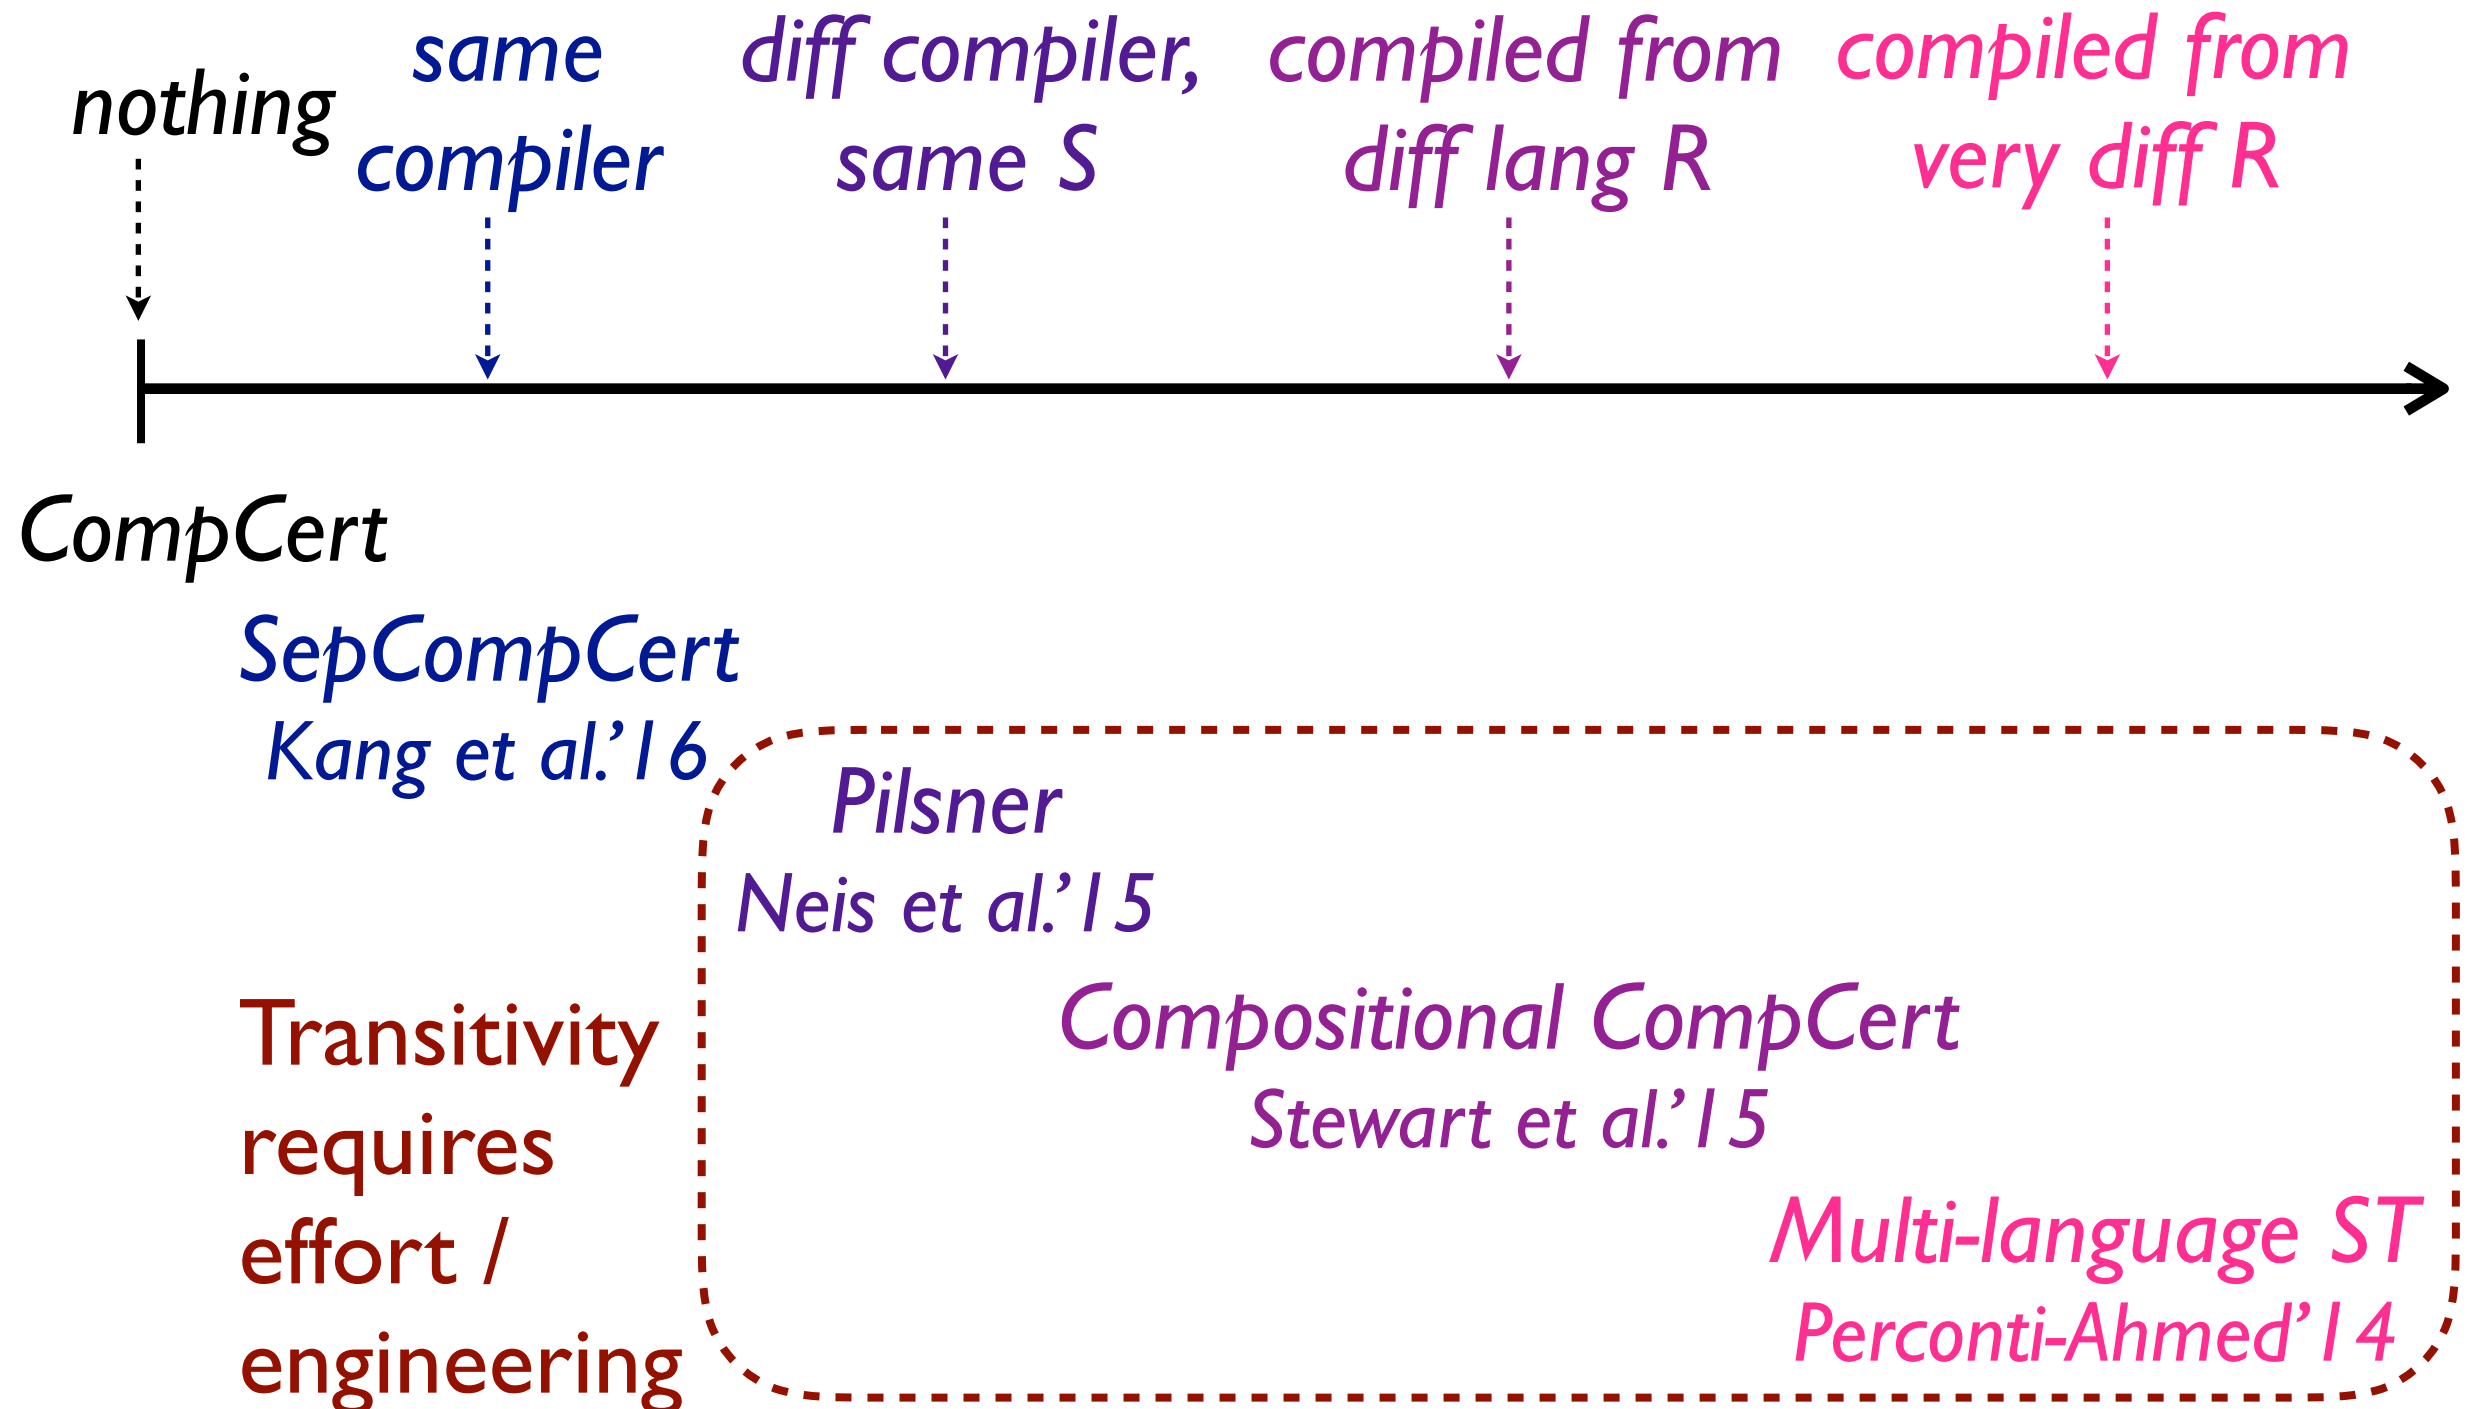 nothing
same
compiler
diff compiler,
same S
compiled from
diff lang R
compiled from
very diff R
CompCert
SepCompCert
Kang et al.'16
Pilsner
Neis et al.'15
Compositional CompCert
Stewart et al.'15
Multi-language ST
Perconti-Ahmed'14
Transitivity
requires
effort /
engineering